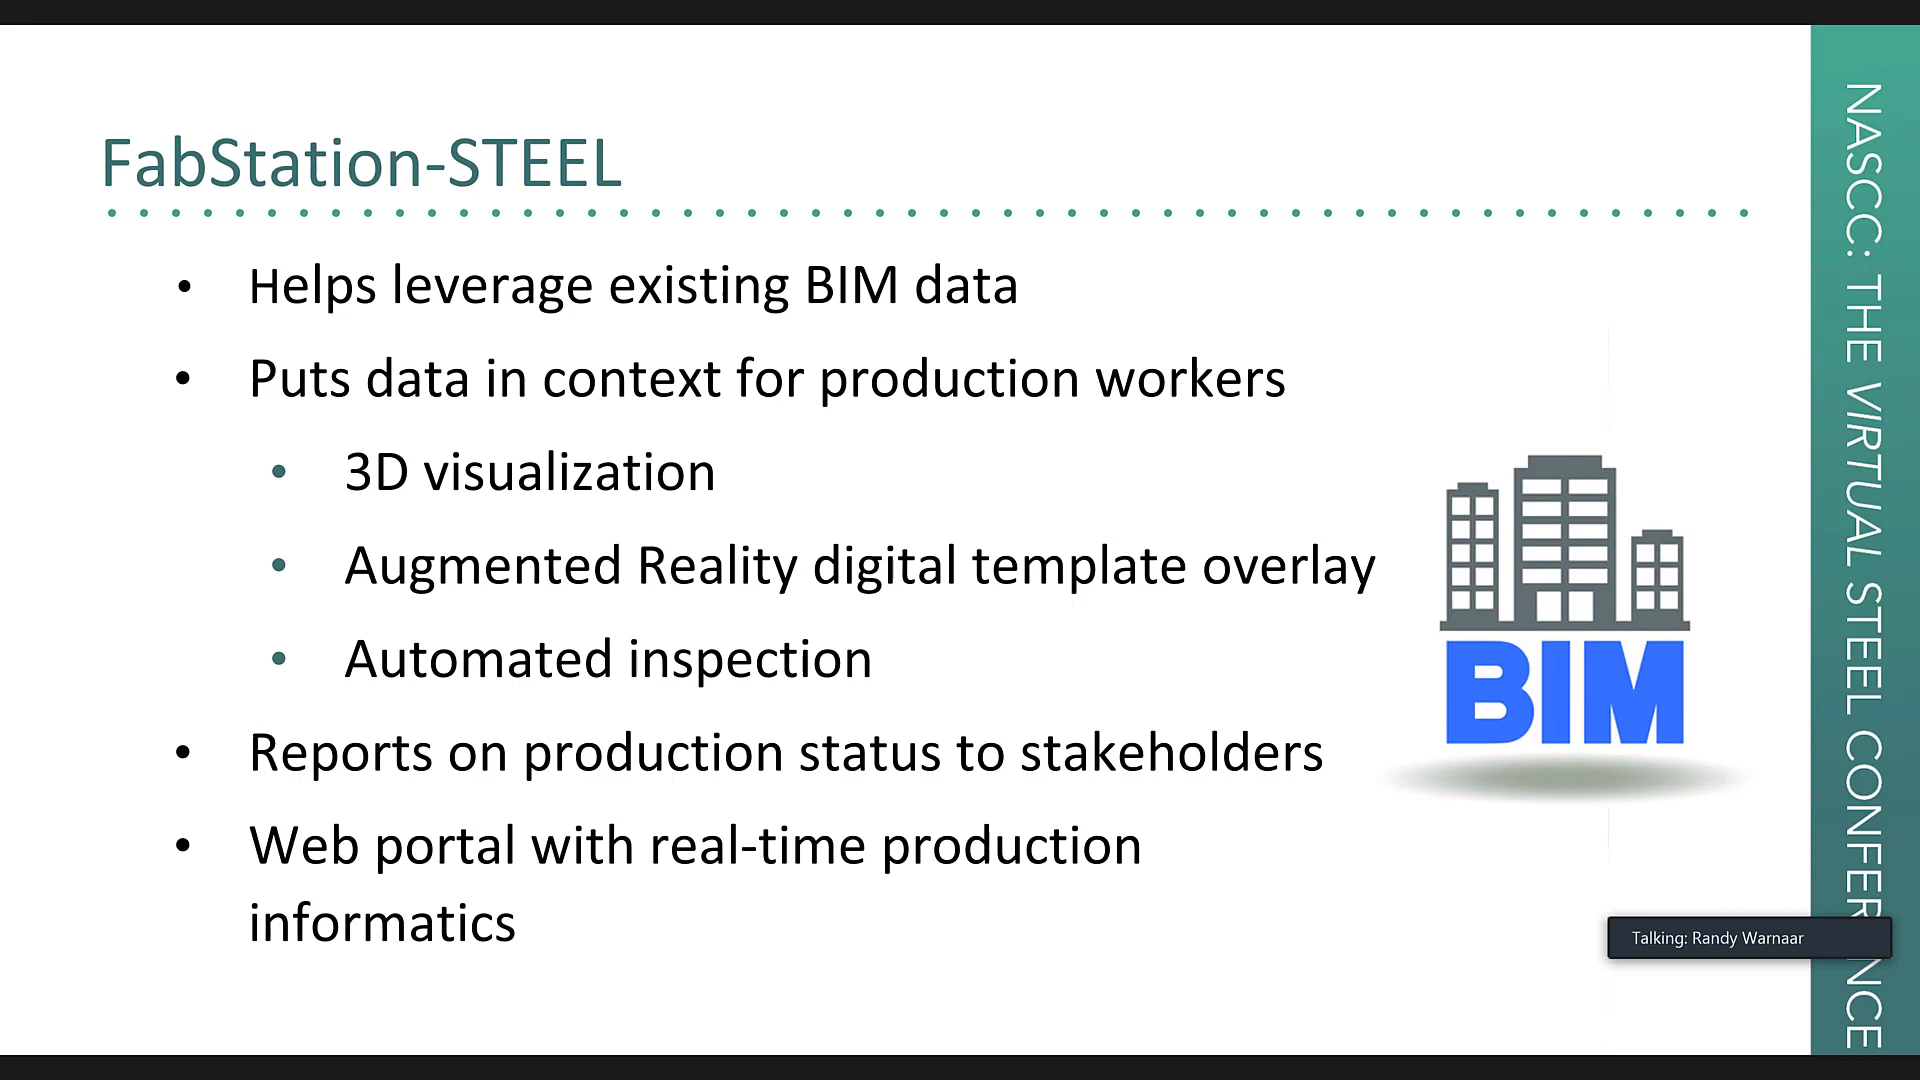 FabStation-STEEL
• Helps leverage existing BIM data
• Puts data in context for production workers
• 3D visualization
• Augmented Reality digital template overlay
• Automated inspection
• Reports on production status to stakeholders
• Web portal with real-time production
informatics
BIM
NASCC: THE VIRTUAL STEEL CONFERENCE
Talking: Randy Warnaar